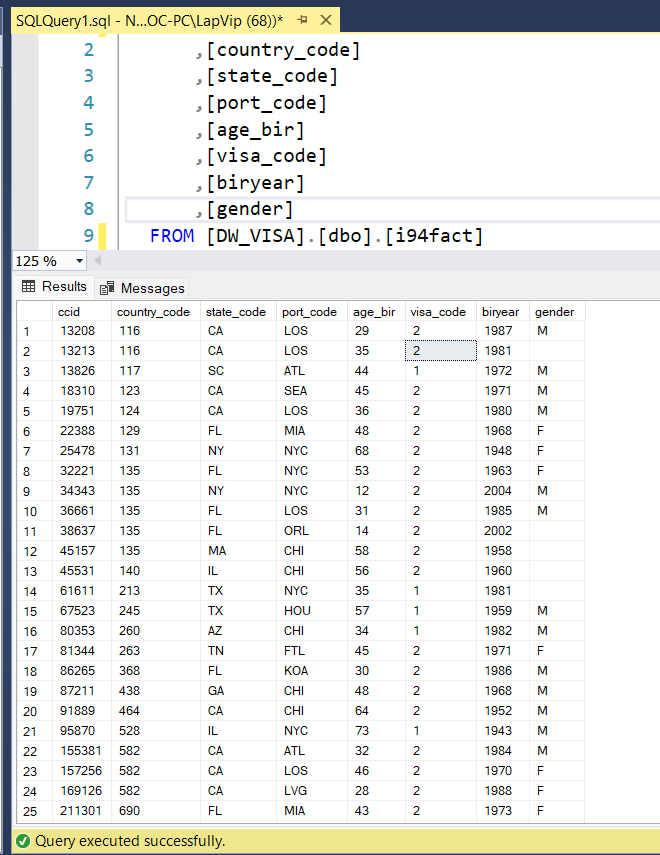 SQLQuery1.sql - N...OC-PC\LapVip (68))*
2 ,[country_code]
3 ,[state_code]
4 ,[port_code]
5 ,[age_bir]
6 ,[visa_code]
7 ,[biryear]
8 ,[gender]
9 FROM [DW_VISA].[dbo].[i94fact]
125 %
Results Messages
ccid country_code state_code port_code age_bir visa_code biryear gender
1 13208 116 CA LOS 29 2 1987 M
2 13213 116 CA LOS 35 2 1981
3 13826 117 SC ATL 44 1 1972 M
4 18310 123 CA SEA 45 2 1971 M
5 19751 124 CA LOS 36 2 1980 M
6 22388 129 FL MIA 48 2 1968 F
7 25478 131 NY NYC 68 2 1948 F
8 32221 135 FL NYC 53 2 1963 F
9 34343 135 NY NYC 12 2 2004 M
10 36661 135 FL LOS 31 2 1985 M
11 38637 135 FL ORL 14 2 2002
12 45157 135 MA CHI 58 2 1958
13 45531 140 IL CHI 56 2 1960
14 61611 213 TX NYC 35 1 1981
15 67523 245 TX HOU 57 1 1959 M
16 80353 260 AZ CHI 34 1 1982 M
17 81344 263 TN FTL 45 2 1971 F
18 86265 368 FL KOA 30 2 1986 M
19 87211 438 GA CHI 48 2 1968 M
20 91889 464 CA CHI 64 2 1952 M
21 95870 528 IL NYC 73 1 1943 M
22 155381 582 CA ATL 32 2 1984 M
23 157256 582 CA LOS 46 2 1970 F
24 169126 582 CA LVG 28 2 1988 F
25 211301 690 FL MIA 43 2 1973 F
Query executed successfully.